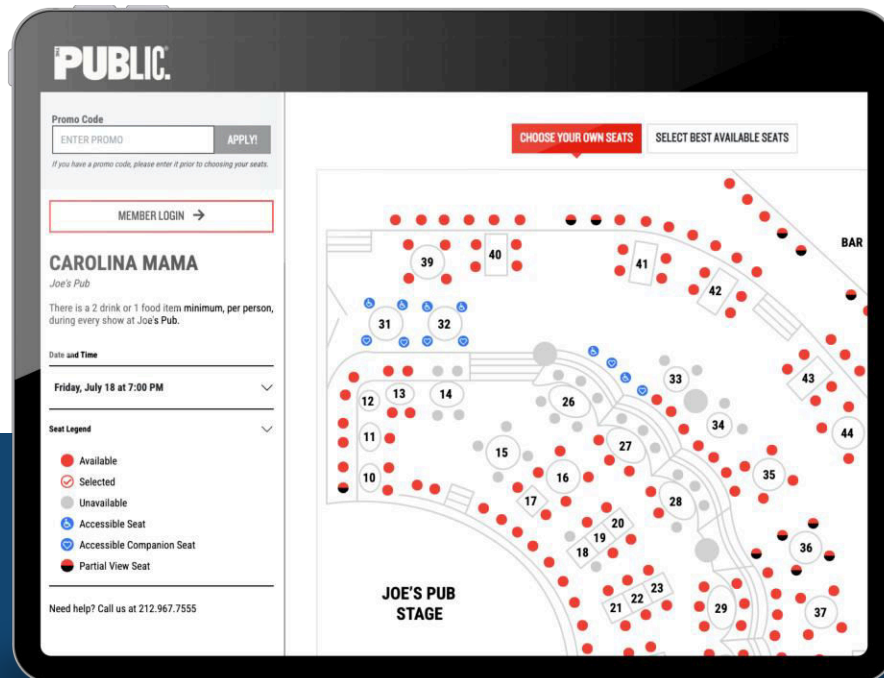 THE PUBLIC.
Promo Code
ENTER PROMO
APPLY!
If you have a promo code, please enter it prior to choosing your seats.
MEMBER LOGIN →
CAROLINA MAMA
Joe's Pub
There is a 2 drink or 1 food item minimum, per person,
during every show at Joe's Pub.
Date and Time
Friday, July 18 at 7:00 PM
Seat Legend
Available
Selected
Unavailable
Accessible Seat
Accessible Companion Seat
Partial View Seat
Need help? Call us at 212.967.7555
CHOOSE YOUR OWN SEATS
SELECT BEST AVAILABLE SEATS
BAR
39
40
41
42
31
32
33
43
12
13
14
26
34
44
11
15
27
10
16
35
17
28
20
19
18
36
23
22
21
29
37
JOE'S PUB
STAGE